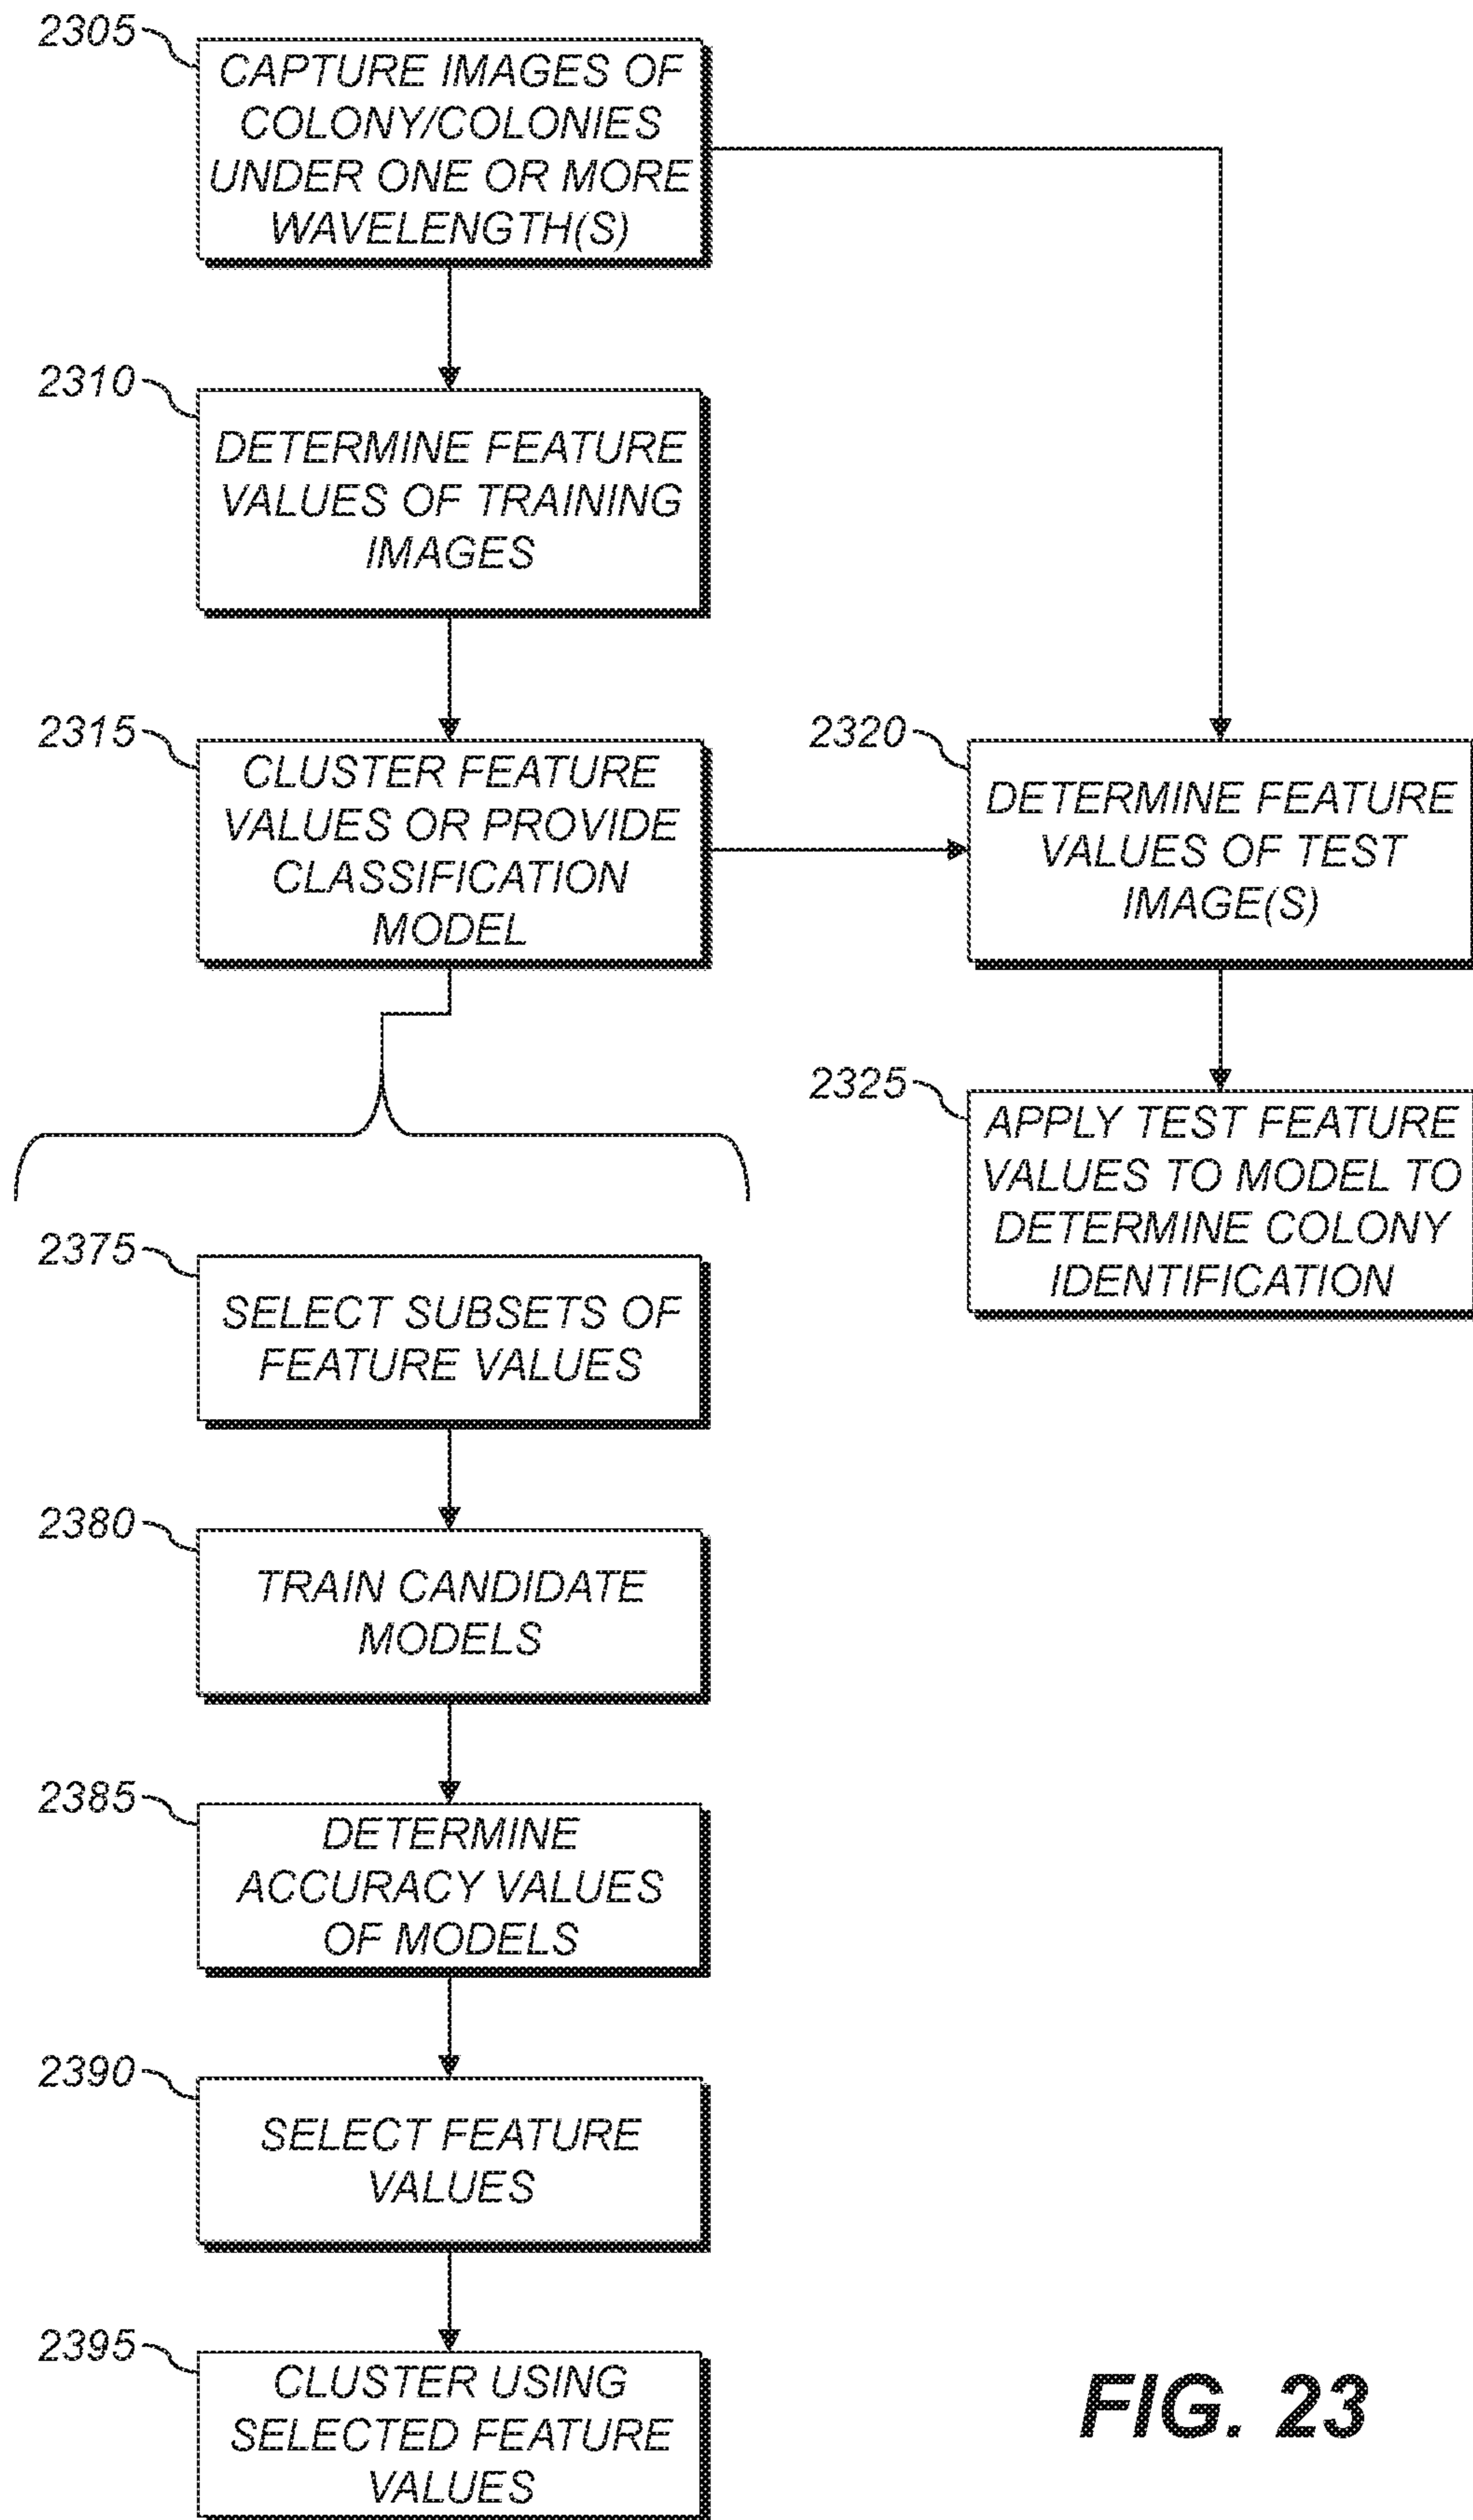 2305
CAPTURE IMAGES OF
COLONY/COLONIES
UNDER ONE OR MORE
WAVELENGTH(S)
2310
DETERMINE FEATURE
VALUES OF TRAINING
IMAGES
2315
CLUSTER FEATURE
VALUES OR PROVIDE
CLASSIFICATION
MODEL
2320
DETERMINE FEATURE
VALUES OF TEST
IMAGE(S)
2325
APPLY TEST FEATURE
VALUES TO MODEL TO
DETERMINE COLONY
IDENTIFICATION
2375
SELECT SUBSETS OF
FEATURE VALUES
2380
TRAIN CANDIDATE
MODELS
2385
DETERMINE
ACCURACY VALUES
OF MODELS
2390
SELECT FEATURE
VALUES
2395
CLUSTER USING
SELECTED FEATURE
VALUES
FIG. 23